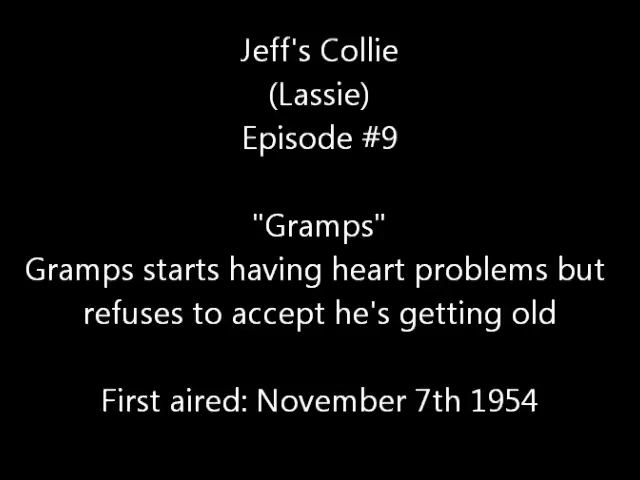 Jeff's Collie
(Lassie)
Episode #9
"Gramps"
Gramps starts having heart problems but
refuses to accept he's getting old
First aired: November 7th 1954